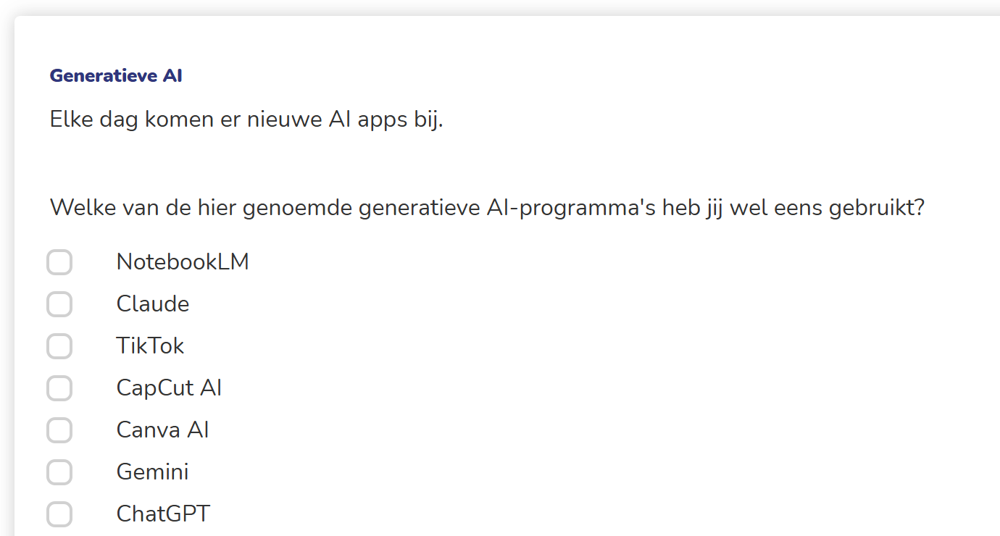 Generatieve AI
Elke dag komen er nieuwe AI apps bij.
Welke van de hier genoemde generatieve AI-programma's heb jij wel eens gebruikt?
NotebookLM
Claude
TikTok
CapCut AI
Canva AI
Gemini
ChatGPT